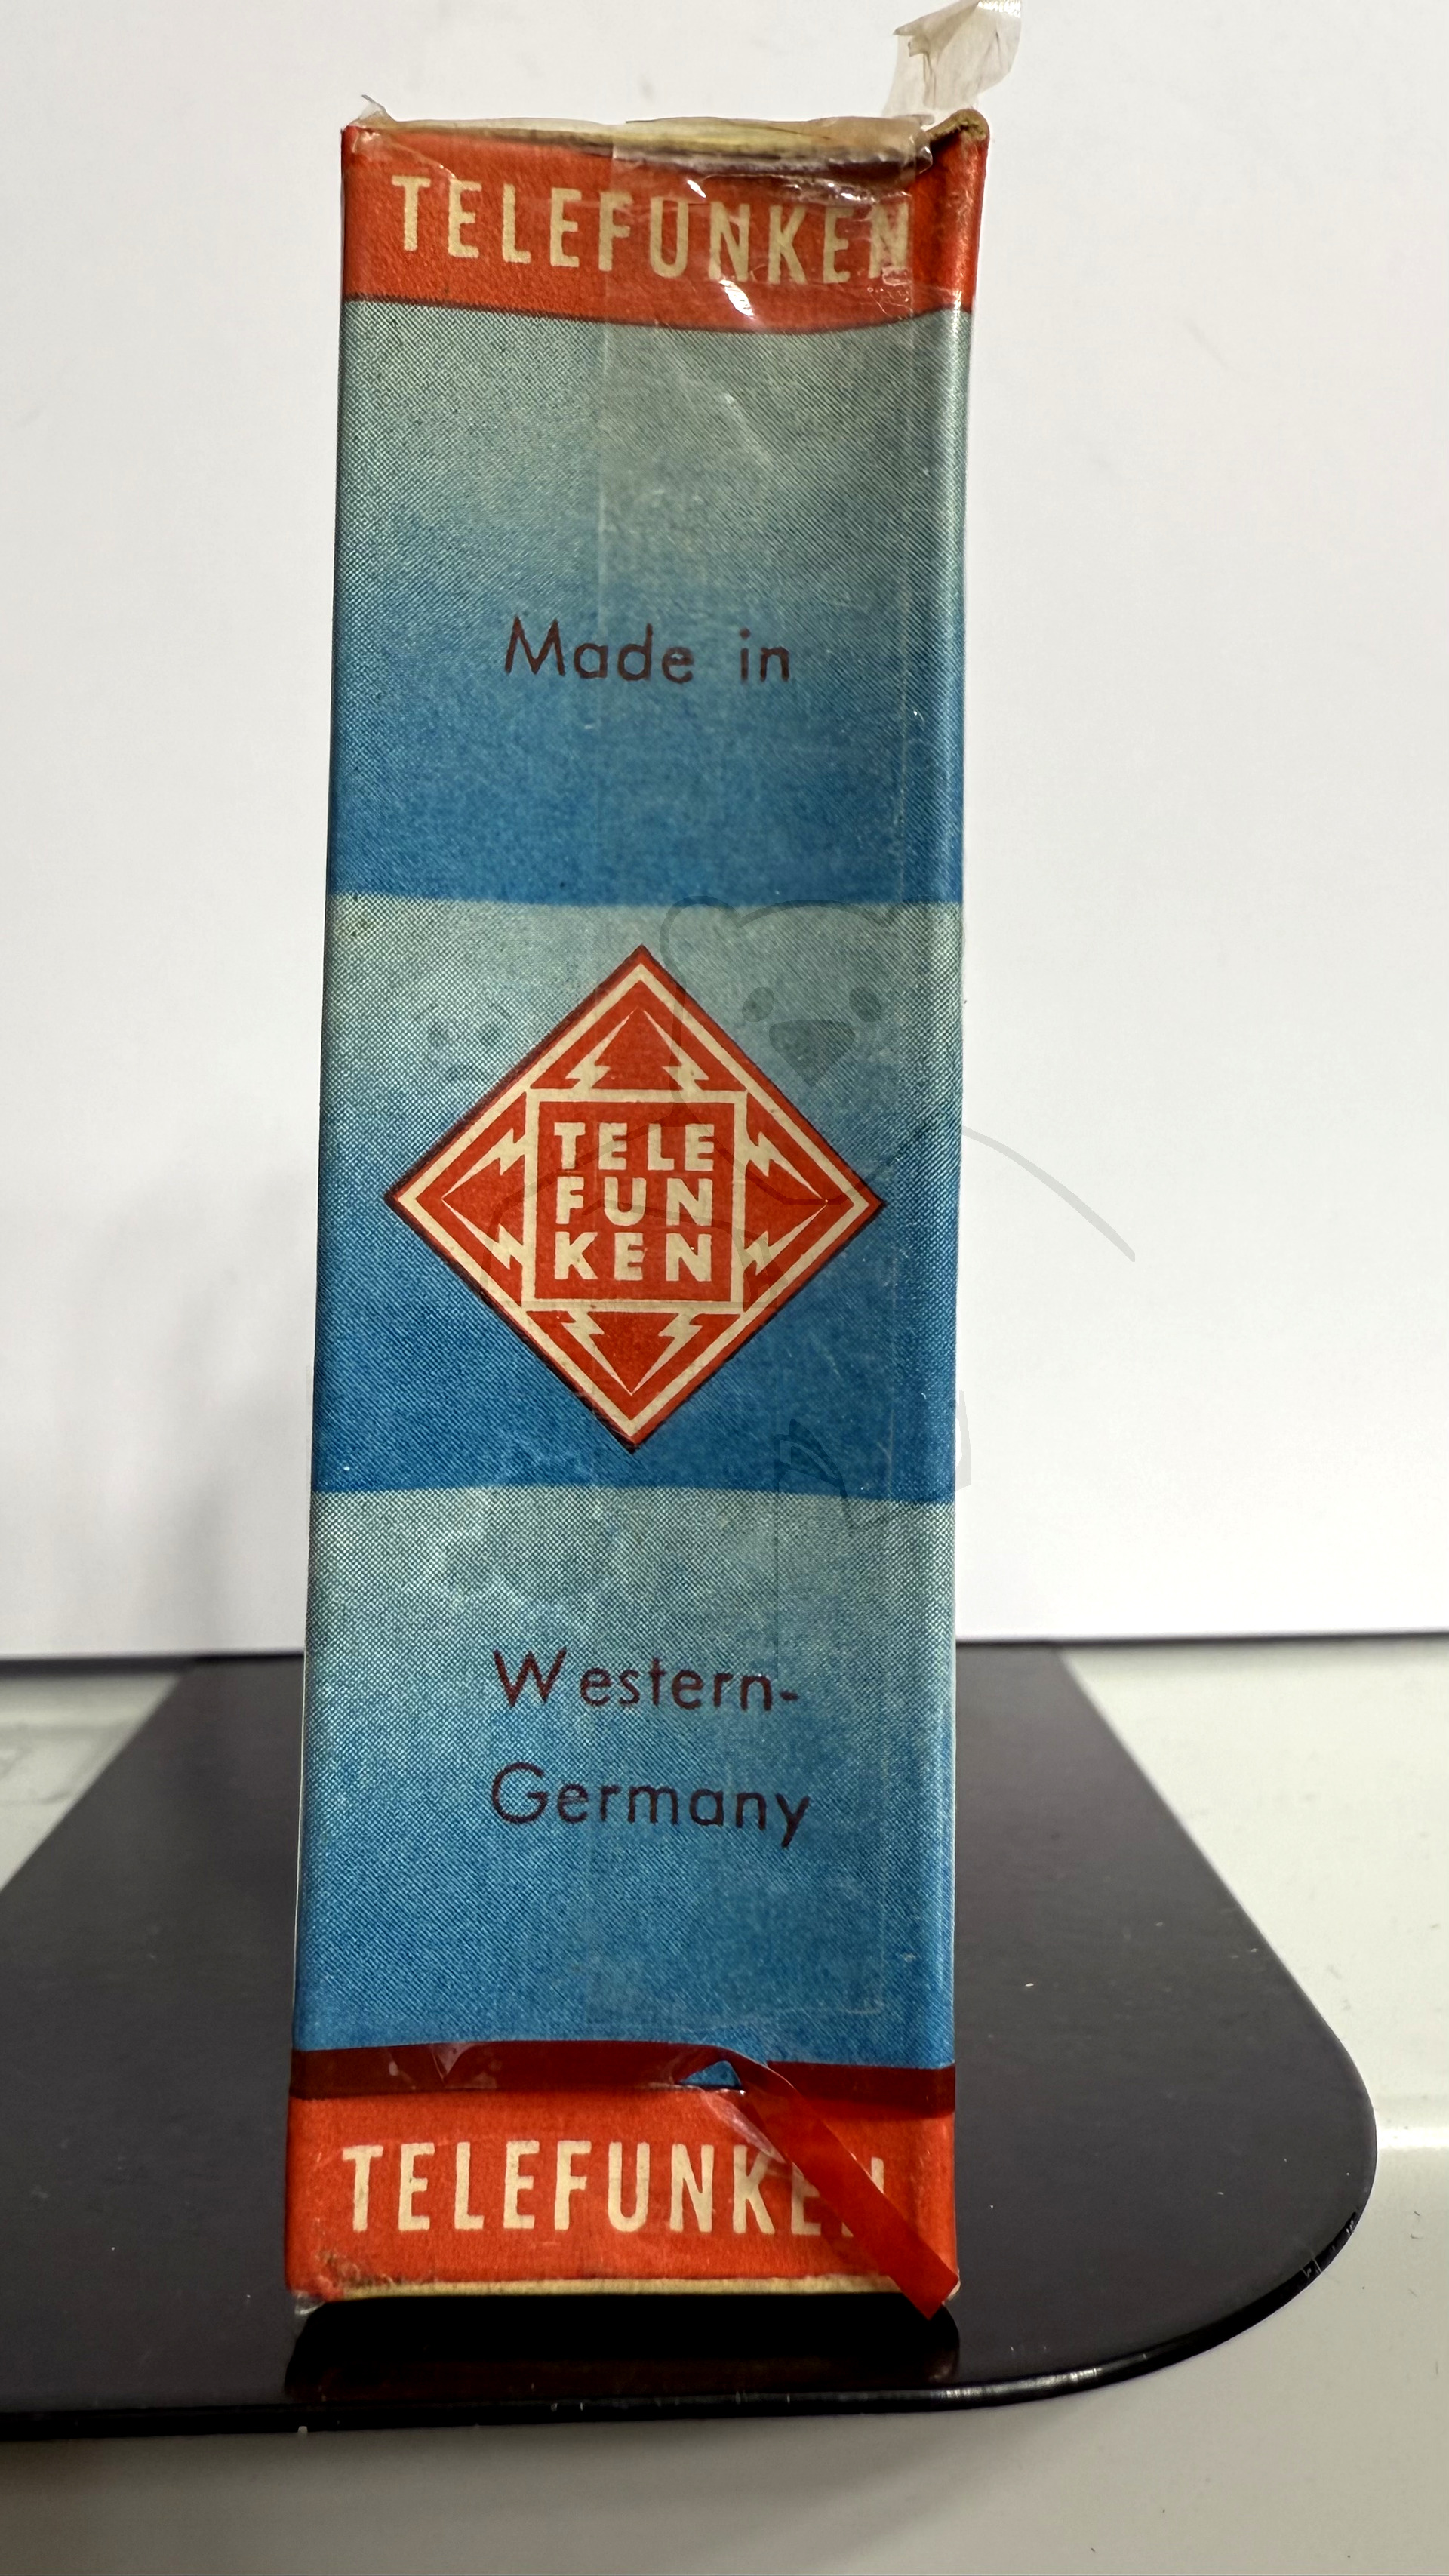 TELEFUNKEN
Made in
TELE
FUN
KEN
Western-
Germany
TELEFUNKEN